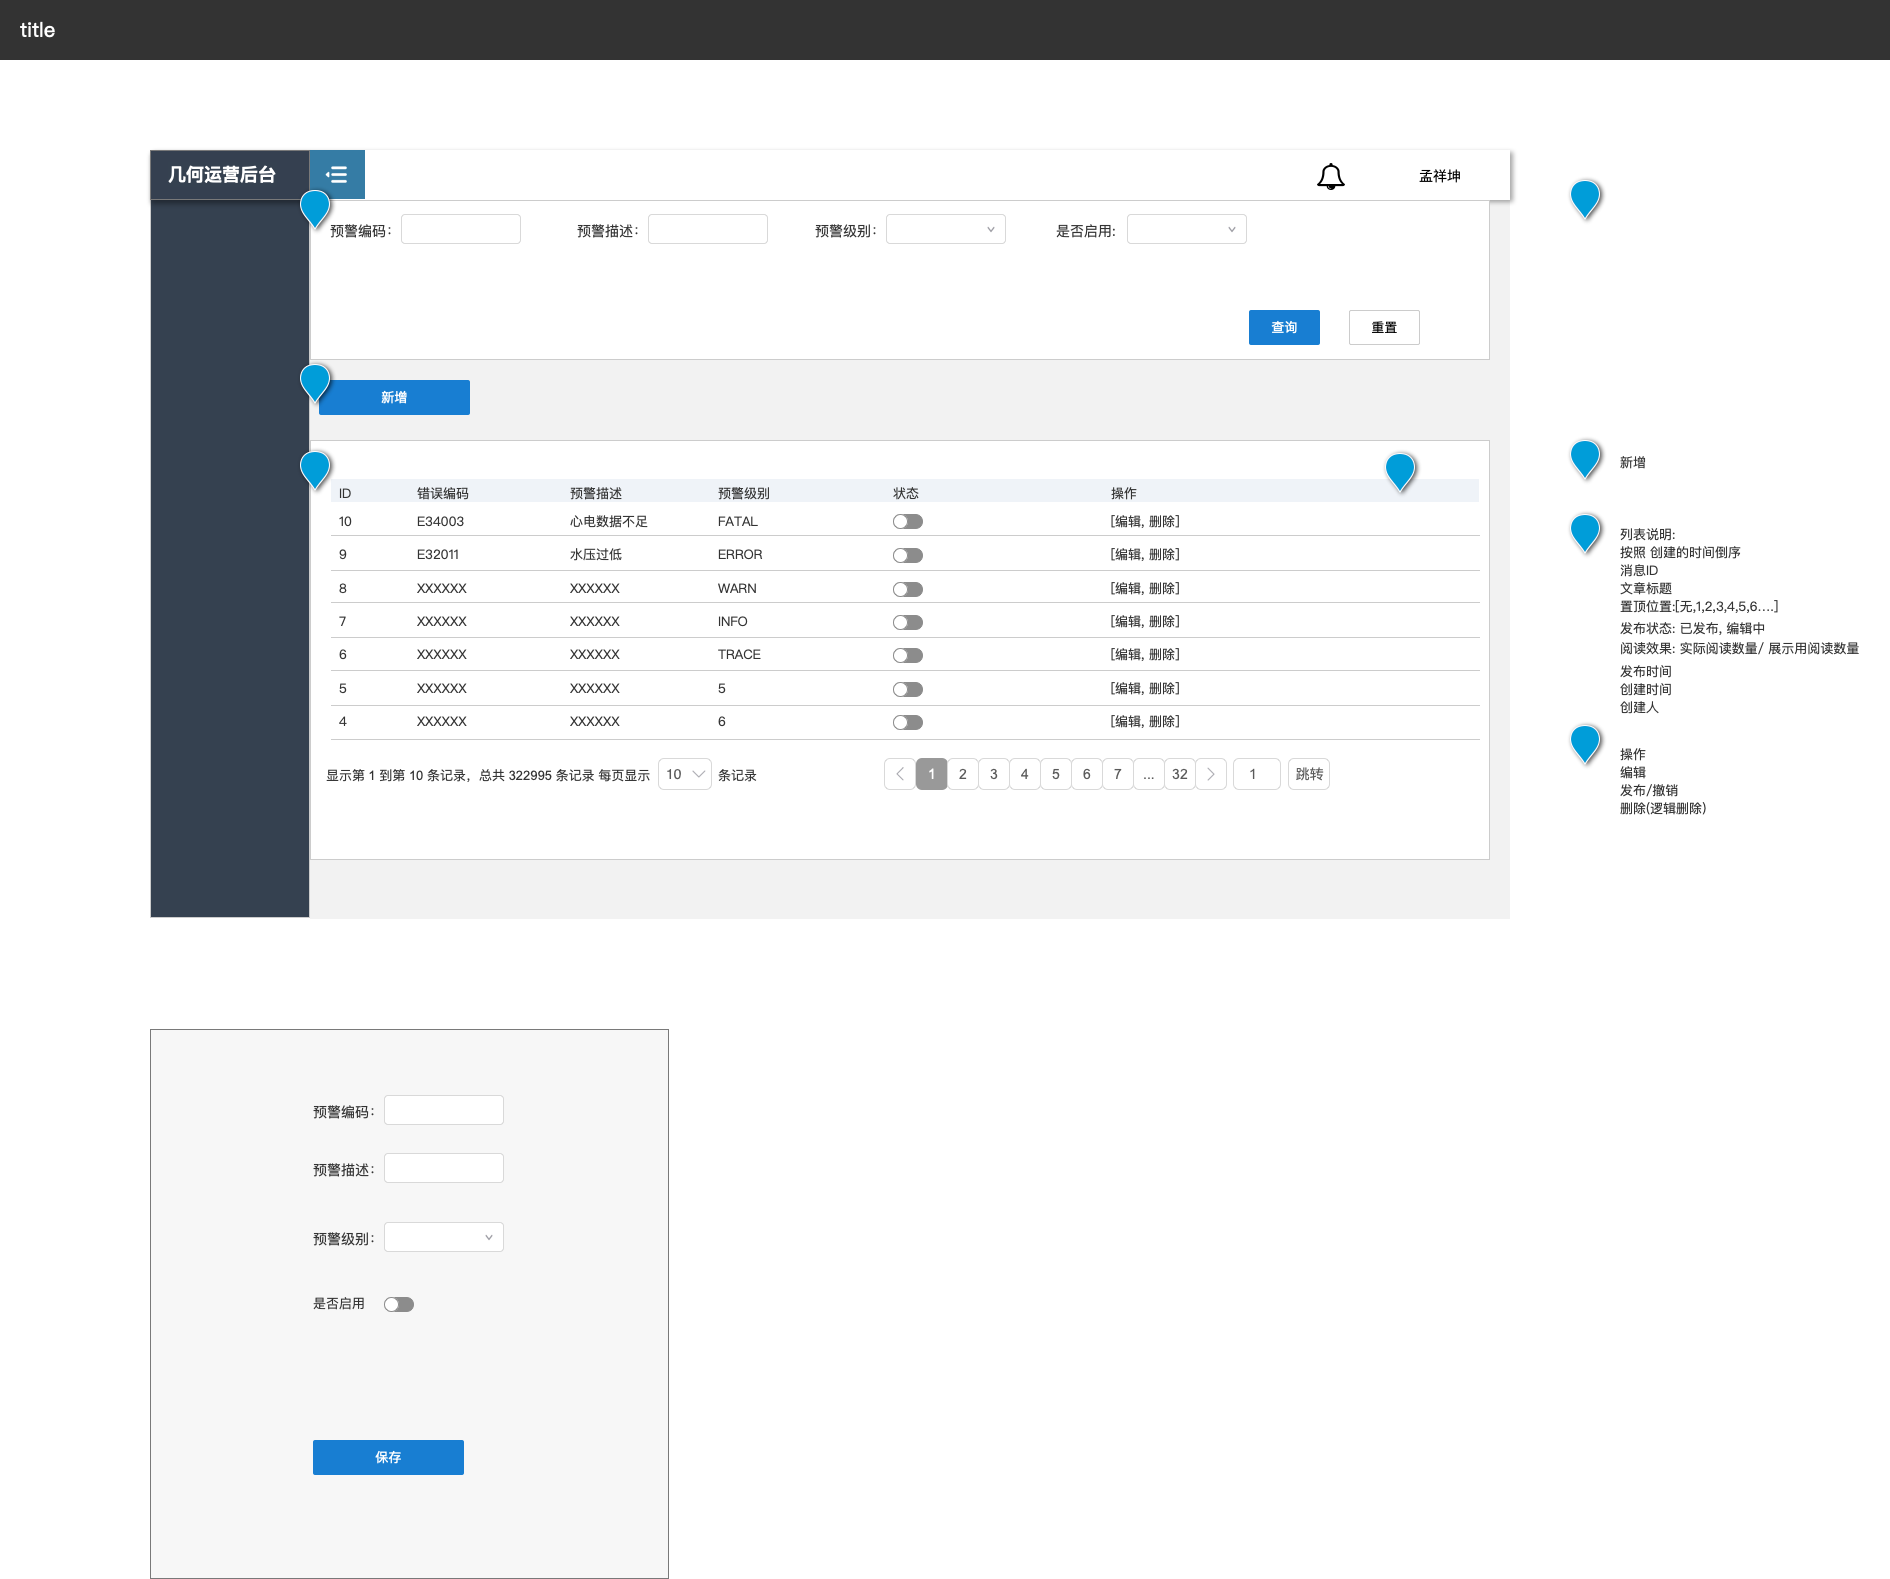 title
几何运营后台
孟祥坤
预警编码:
预警描述:
预警级别:
是否启用:
查询
重置
新增
ID 错误编码 预警描述 预警级别 状态 操作
10 E34003 心电数据不足 FATAL [编辑, 删除]
9 E32011 水压过低 ERROR [编辑, 删除]
8 XXXXXX XXXXXX WARN [编辑, 删除]
7 XXXXXX XXXXXX INFO [编辑, 删除]
6 XXXXXX XXXXXX TRACE [编辑, 删除]
5 XXXXXX XXXXXX 5 [编辑, 删除]
4 XXXXXX XXXXXX 6 [编辑, 删除]
显示第 1 到第 10 条记录，总共 322995 条记录 每页显示 10 条记录
1 2 3 4 5 6 7 ... 32 1 跳转
新增
列表说明:
按照 创建的时间倒序
消息ID
文章标题
置顶位置:[无,1,2,3,4,5,6....]
发布状态: 已发布, 编辑中
阅读效果: 实际阅读数量/ 展示用阅读数量
发布时间
创建时间
创建人
操作
编辑
发布/撤销
删除(逻辑删除)
预警编码:
预警描述:
预警级别:
是否启用
保存